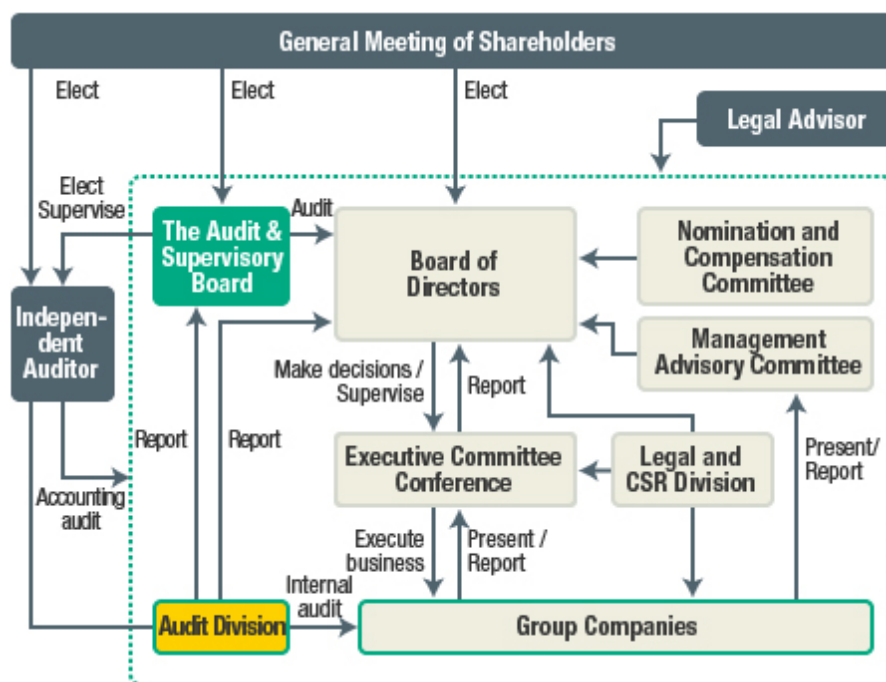 General Meeting of Shareholders
Elect
Elect
Elect
Legal Advisor
Elect
Supervise
The Audit &
Supervisory
Board
Audit
Board of
Directors
Nomination and
Compensation
Committee
Indepen-
dent
Auditor
Management
Advisory Committee
Make decisions /
Supervise
Report
Report
Report
Executive Committee
Conference
Legal and
CSR Division
Present/
Report
Accounting
audit
Execute
business
Present /
Report
Internal
audit
Audit Division
Group Companies